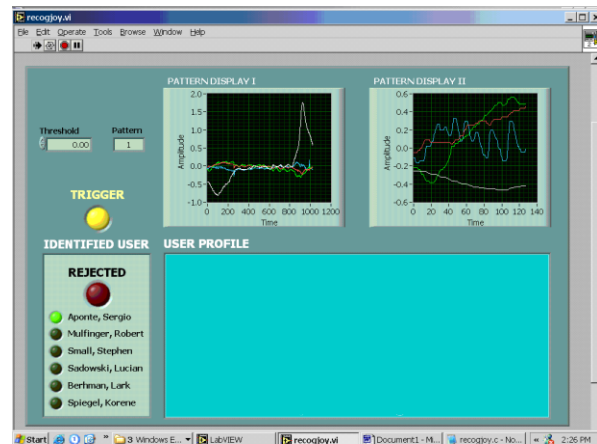 recogjoy.vi
File Edit Operate Tools Browse Window Help
PATTERN DISPLAY I
2.0
1.5
1.0
0.5
0.0
-0.5
-1.0
Amplitude
0 200 400 600 800 1000 1200
Time
PATTERN DISPLAY II
0.6
0.4
0.2
0.0
-0.2
-0.4
-0.6
Amplitude
0 20 40 60 80 100 120 140
Time
Threshold
0.00
Pattern
1
TRIGGER
IDENTIFIED USER
REJECTED
Aponte, Sergio
Mulfinger, Robert
Small, Stephen
Sadowski, Lucian
Berhman, Lark
Spiegel, Korene
USER PROFILE
Start » 3 Windows E... LabVIEW recogjoy.vi Document1 - M... recogjoy.c - No... « 2:26 PM